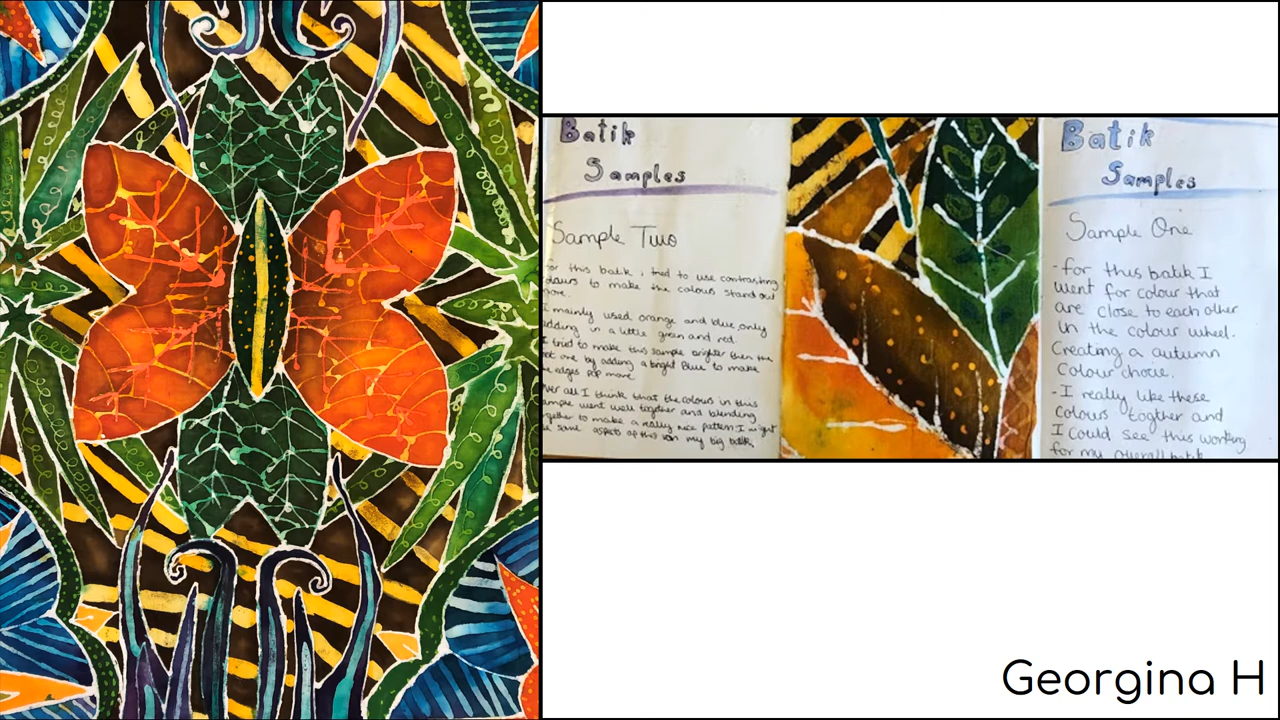 Batik
Samples
Sample Two
for this batik i tried to use contrasting
colours to make the colours stand out
more.
I mainly used orange and blue only
adding in a little green and red.
I tried to make this sample brighter then the
one by adding a bright blue to make
edges pop more.
over all I think that the colours in this
sample went well together and blending
together to make a really nice pattern I might
some aspects of this in my big batik
Batik
Samples
Sample One
-for this batik I
went for colour that
are close to each other
in the colour wheel.
Creating a autumn
colour choice.
-I really like these
colours togther and
I could see this working
for my overall batik
Georgina H